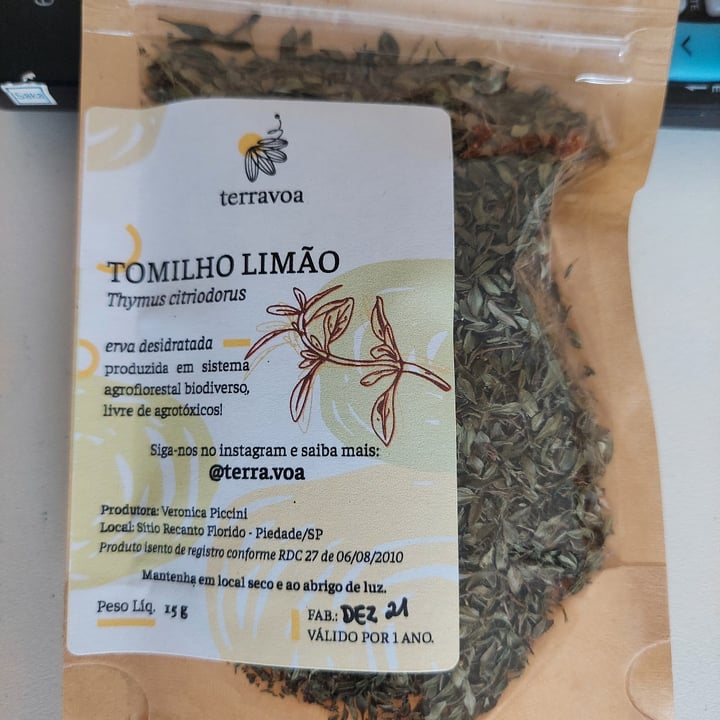 terravoa
TOMILHO LIMÃO
Thymus citriodorus
erva desidratada
produzida em sistema
agroflorestal biodiverso,
livre de agrotóxicos!
Siga-nos no instagram e saiba mais:
@terra.voa
Produtora: Veronica Piccini
Local: Sítio Recanto Florido - Piedade/SP
Produto isento de registro conforme RDC 27 de 06/08/2010
Mantenha em local seco e ao abrigo de luz.
Peso Líq. 15 g
FAB.: DEZ 21
VÁLIDO POR 1 ANO.